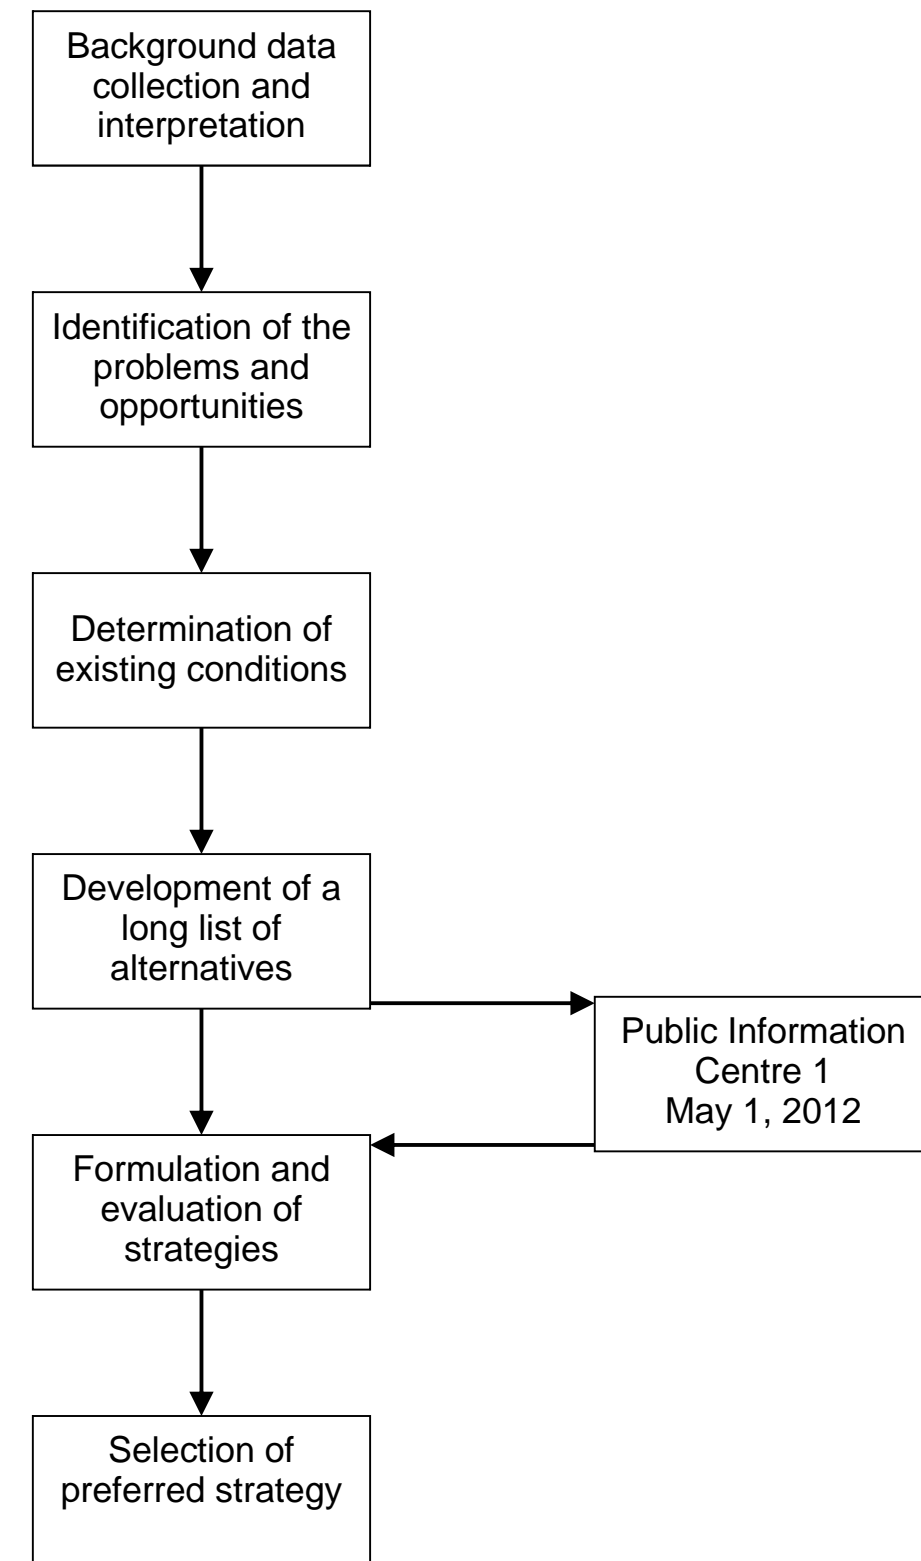 Background data
collection and
interpretation
Identification of the
problems and
opportunities
Determination of
existing conditions
Development of a
long list of
alternatives
Public Information
Centre 1
May 1, 2012
Formulation and
evaluation of
strategies
Selection of
preferred strategy